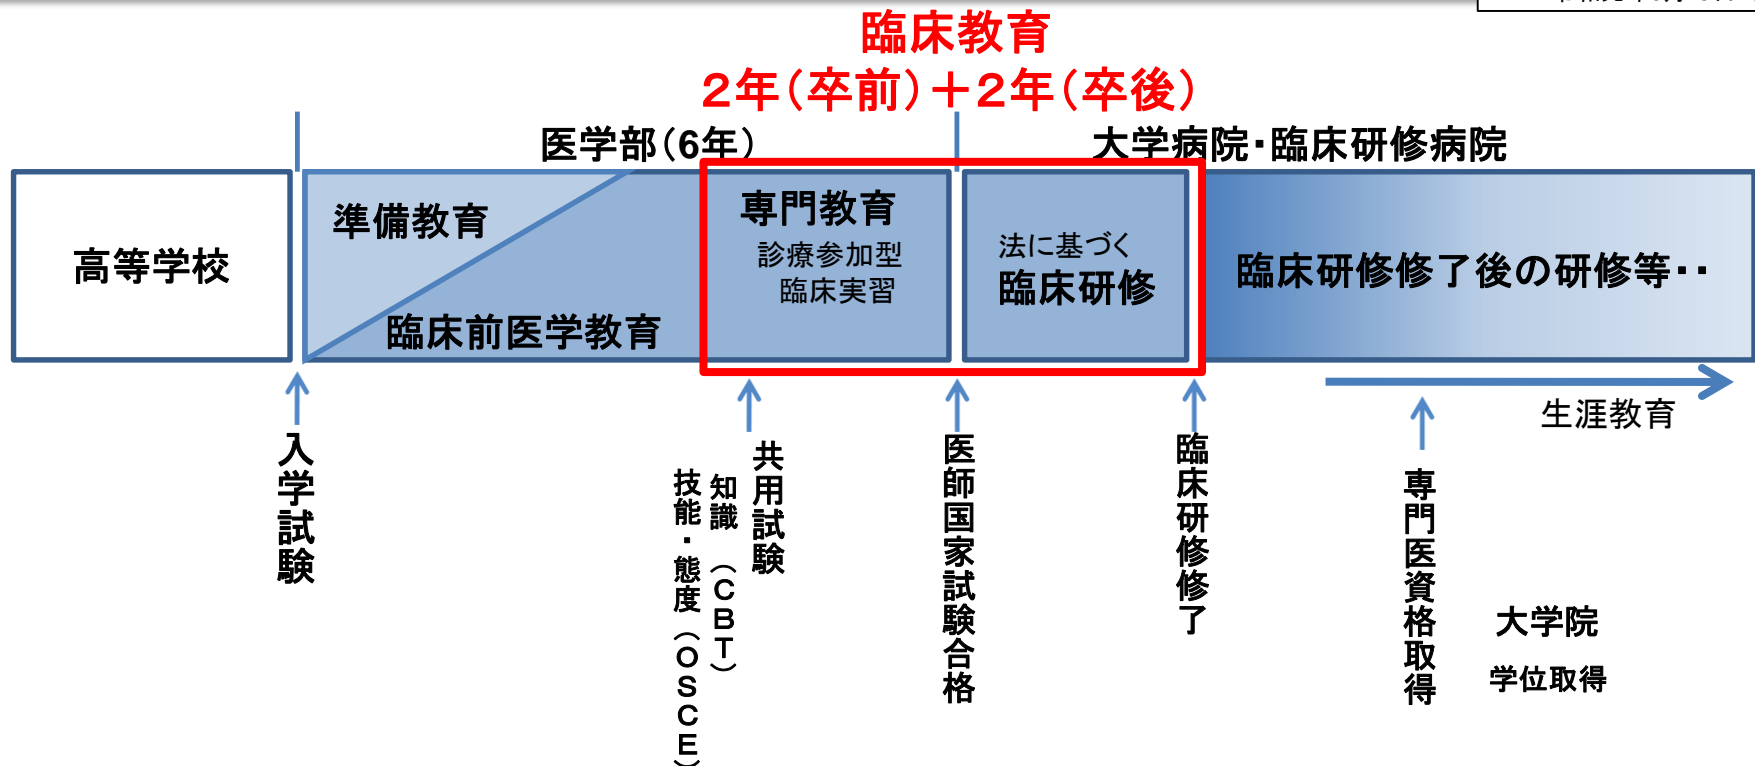 臨床教育
2年(卒前)+2年(卒後)
医学部(6年)
大学病院・臨床研修病院
高等学校
準備教育
臨床前医学教育
専門教育
診療参加型
臨床実習
法に基づく
臨床研修
臨床研修修了後の研修等・・
生涯教育
入学試験
共用試験
知識 (CBT)
技能・態度(OSCE)
医師国家試験合格
臨床研修修了
専門医資格取得
大学院
学位取得